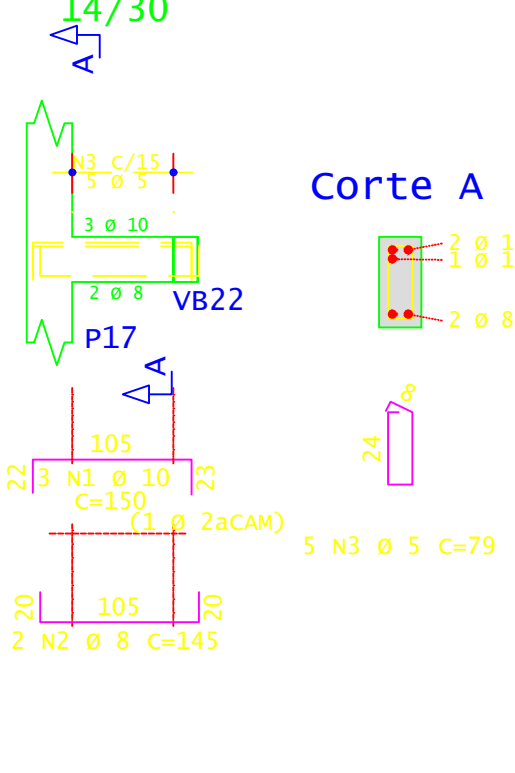 14/30
A
N3 C/15
5 Ø 5
3 Ø 10
2 Ø 8
VB22
P17
A
105
22
23
3 N1 Ø 10
C=150
(1 Ø 2aCAM)
20
105
20
2 N2 Ø 8 C=145
Corte A
2 Ø 1
1 Ø 1
2 Ø 8
8
24
5 N3 Ø 5 C=79